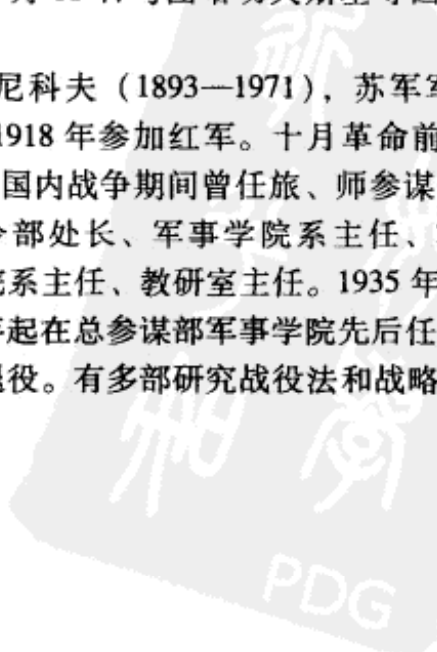 尼科夫（1893—1971），苏军
1918 年参加红军。十月革命前
国内战争期间曾任旅、师参谋
部处长、军事学院系主任、
系主任、教研室主任。1935 年
起在总参谋部军事学院先后任
役。有多部研究战役法和战略
PDG